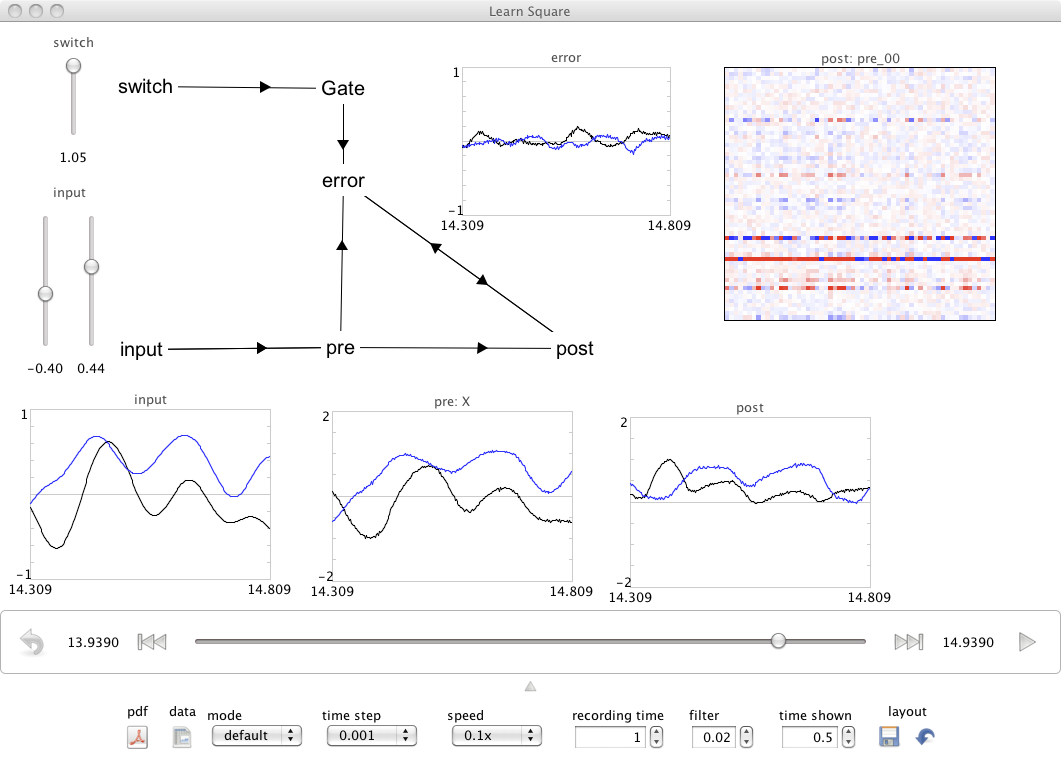 Learn Square
switch
1.05
input
-0.40 0.44
switch
Gate
error
input
pre
post
error
1
-1
14.309 14.809
post: pre_00
input
1
-1
14.309 14.809
pre: X
2
-2
14.309 14.809
post
2
-2
14.309 14.809
13.9390 14.9390
pdf data mode time step speed recording time filter time shown layout
default 0.001 0.1x 1 0.02 0.5